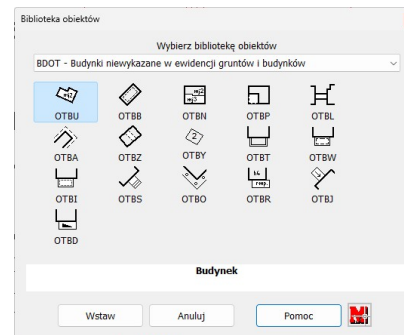 Biblioteka obiektów
Wybierz bibliotekę obiektów
BDOT - Budynki niewykazane w ewidencji gruntów i budynków
OTBU OTBB OTBN OTBP OTBL
OTBA OTBZ OTBY OTBT OTBW
OTBI OTBS OTBO OTBR OTBJ
OTBD
Budynek
Wstaw Anuluj Pomoc